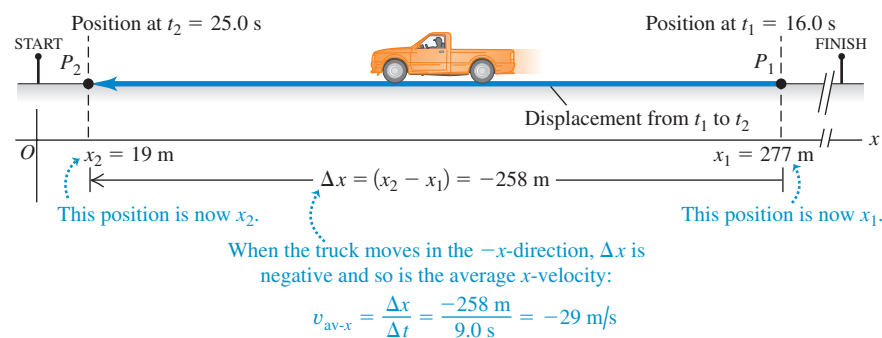 Position at t₂ = 25.0 s
Position at t₁ = 16.0 s
START
FINISH
P₂
P₁
Displacement from t₁ to t₂
x
O
x₂ = 19 m
x₁ = 277 m
Δx = (x₂ − x₁) = −258 m
This position is now x₂.
This position is now x₁.
When the truck moves in the −x-direction, Δx is
negative and so is the average x-velocity:
v_av-x = Δx/Δt = −258 m/9.0 s = −29 m/s